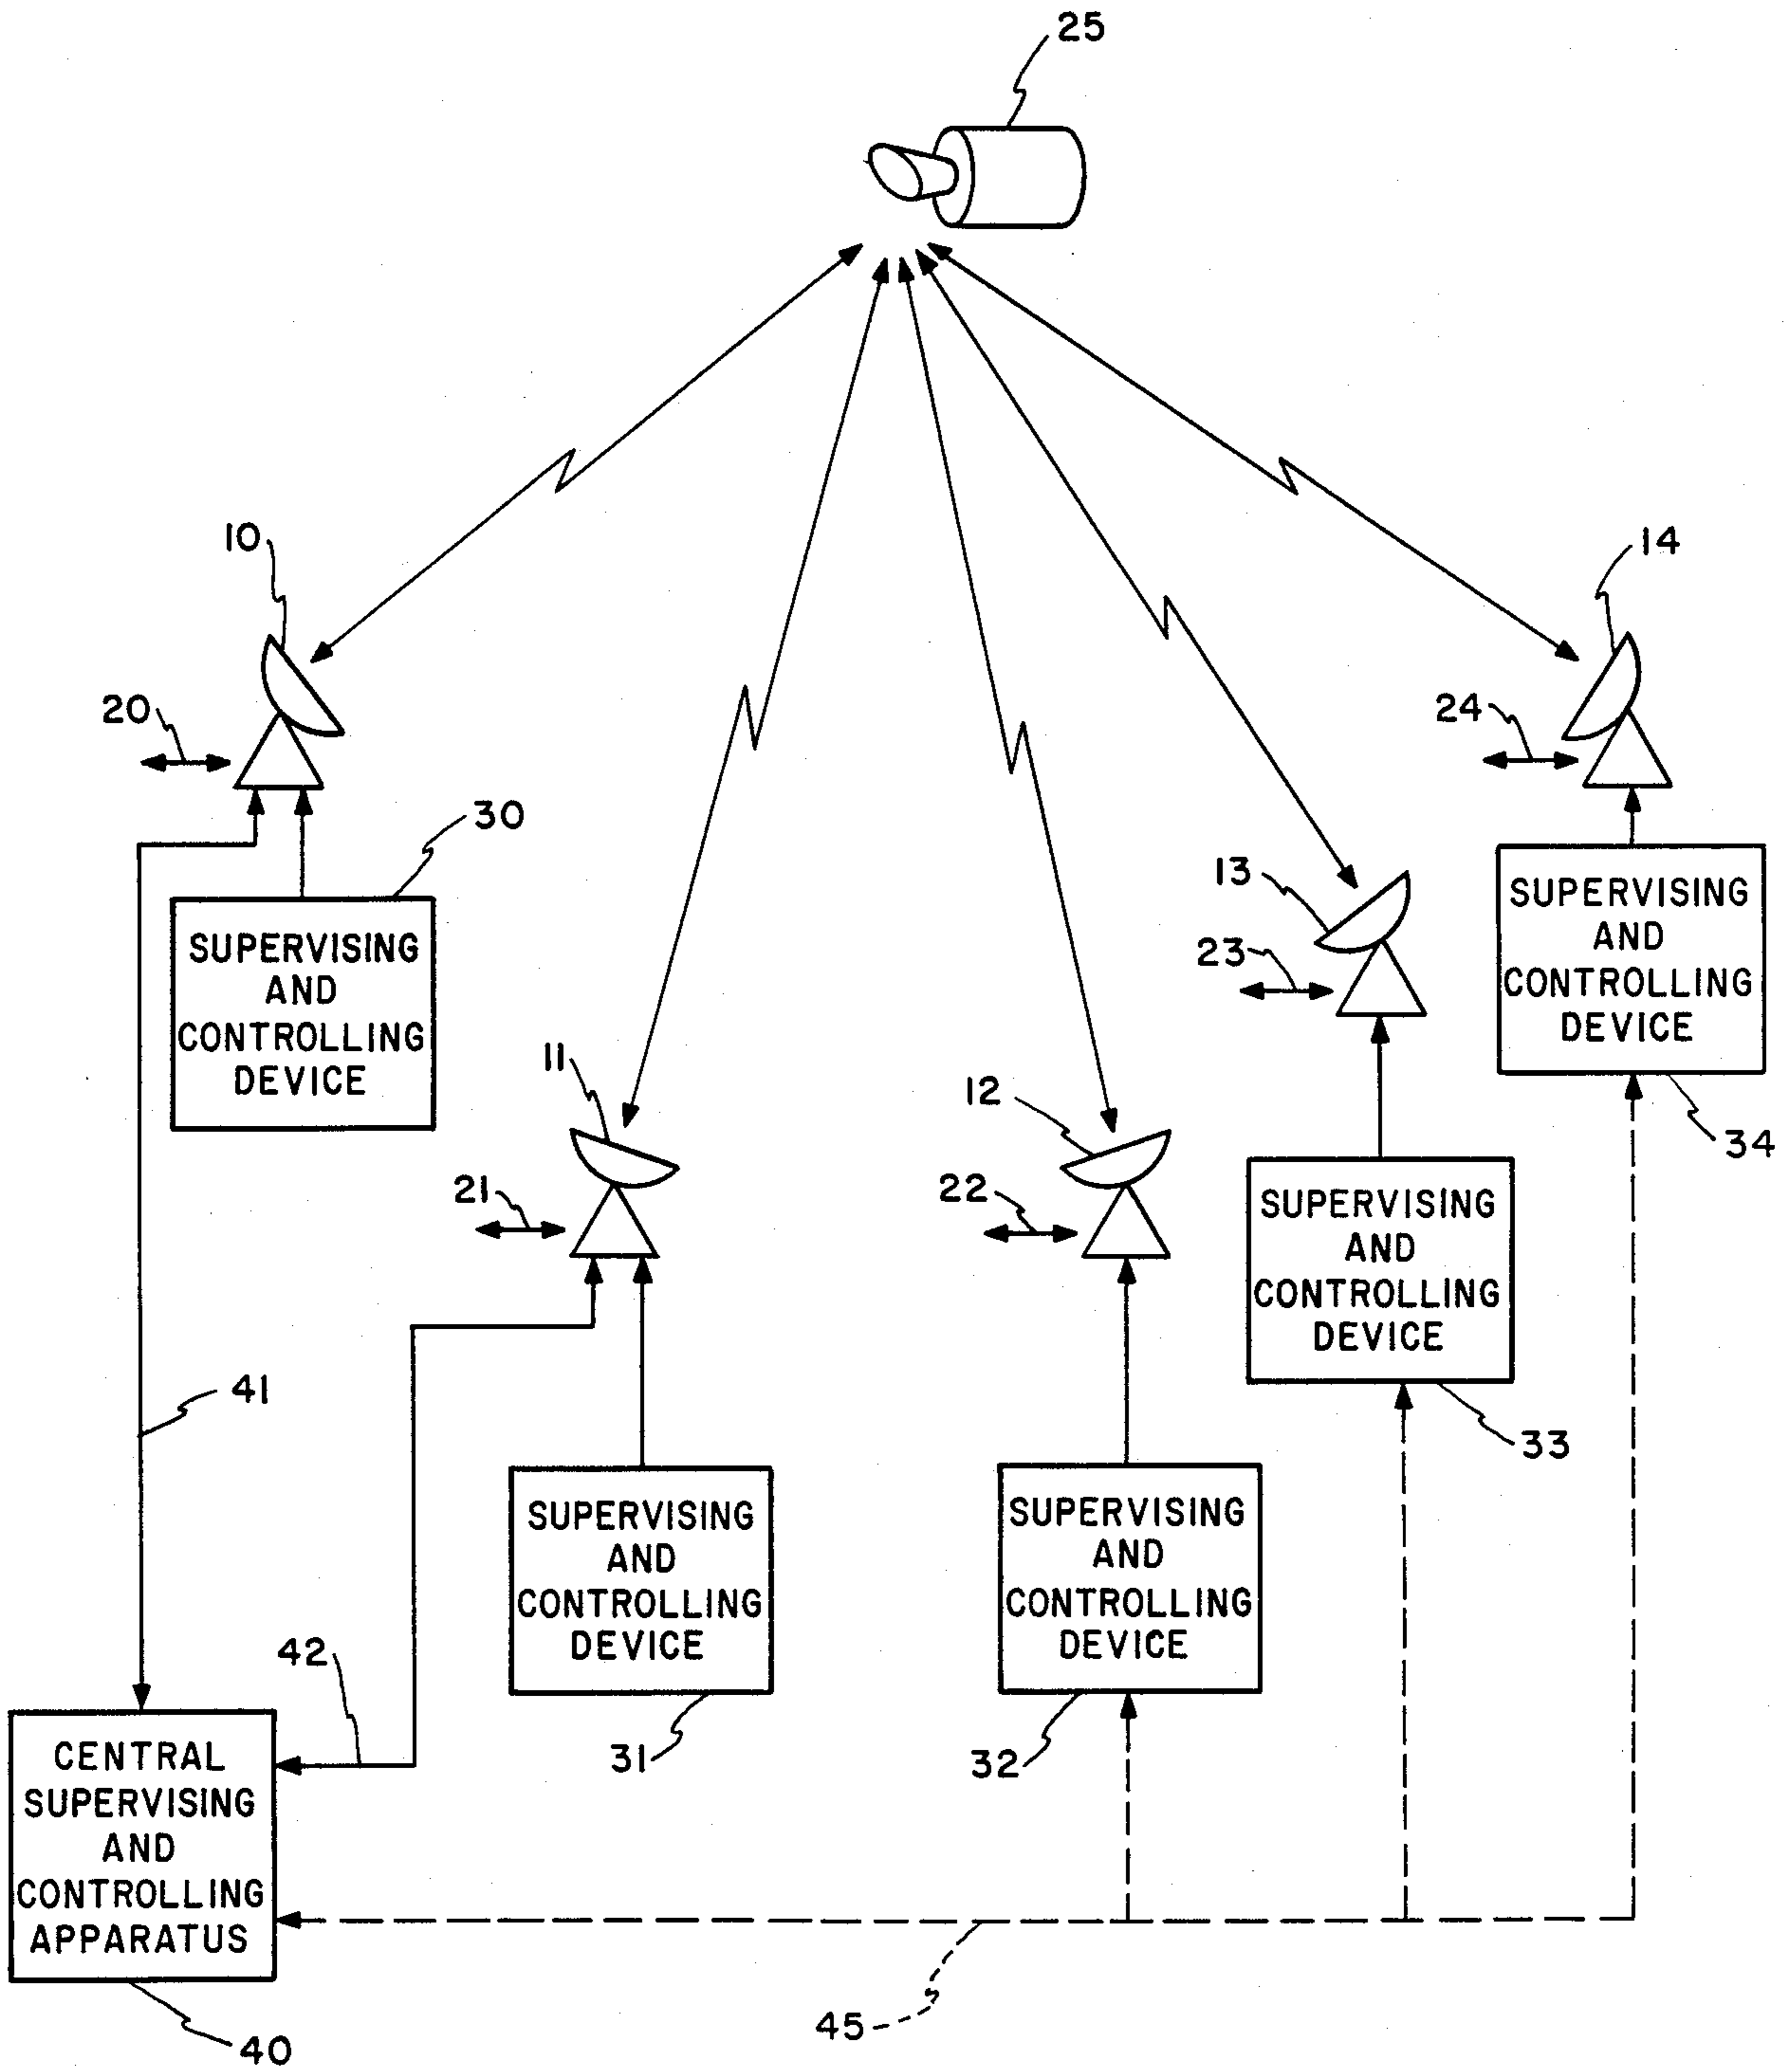 25
10
14
20
24
30
SUPERVISING
AND
CONTROLLING
DEVICE
13
23
SUPERVISING
AND
CONTROLLING
DEVICE
34
11
12
21
22
SUPERVISING
AND
CONTROLLING
DEVICE
33
41
SUPERVISING
AND
CONTROLLING
DEVICE
31
SUPERVISING
AND
CONTROLLING
DEVICE
32
42
CENTRAL
SUPERVISING
AND
CONTROLLING
APPARATUS
40
45